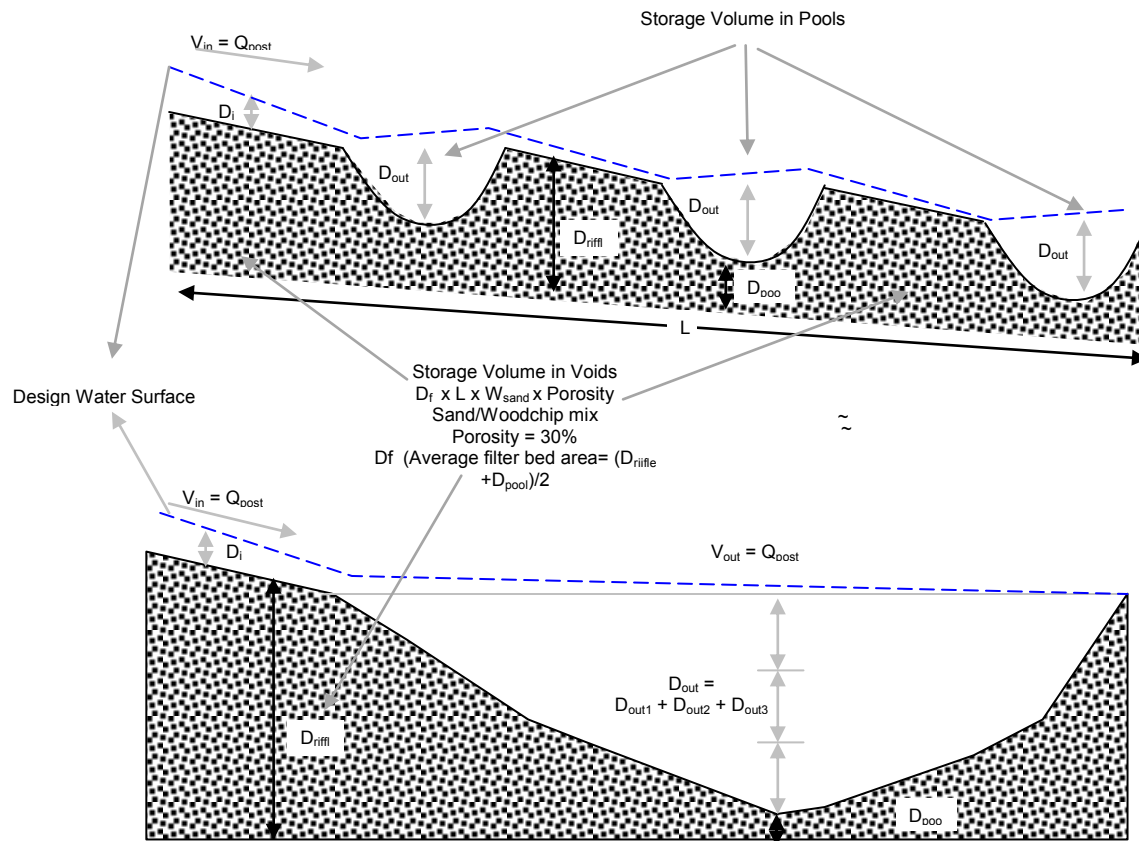 Storage Volume in Pools
V_in = Q_post
D_i
D_out
D_out
D_riffl
D_out
D_poo
L
Storage Volume in Voids
D_f x L x W_sand x Porosity
Sand/Woodchip mix
Porosity = 30%
Df (Average filter bed area= (D_riifle
+D_pool)/2
Design Water Surface
~
~
V_in = Q_post
D_i
V_out = Q_post
D_out =
D_out1 + D_out2 + D_out3
D_riffl
D_poo